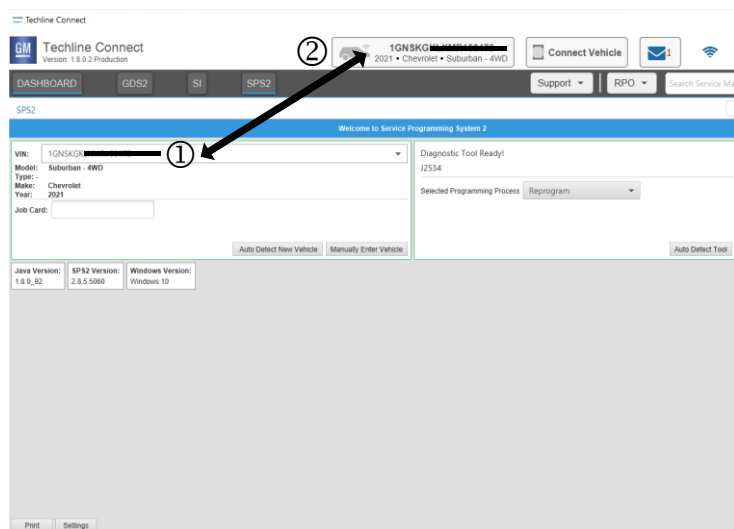 Techline Connect
GM
Techline Connect
Version: 1.8.0.2 Production
②
1GNSKG
2021 • Chevrolet • Suburban - 4WD
Connect Vehicle
1
DASHBOARD GDS2 SI SPS2
Support RPO Search Service Ma
SPS2
Welcome to Service Programming System 2
VIN: 1GNSKGK
①
Model: Suburban - 4WD
Type: -
Make: Chevrolet
Year: 2021
Job Card:
Auto Detect New Vehicle Manually Enter Vehicle
Diagnostic Tool Ready!
J2534
Selected Programming Process Reprogram
Auto Detect Tool
Java Version: SPS2 Version: Windows Version:
1.8.0_92 2.8.5.5060 Windows 10
Print Settings